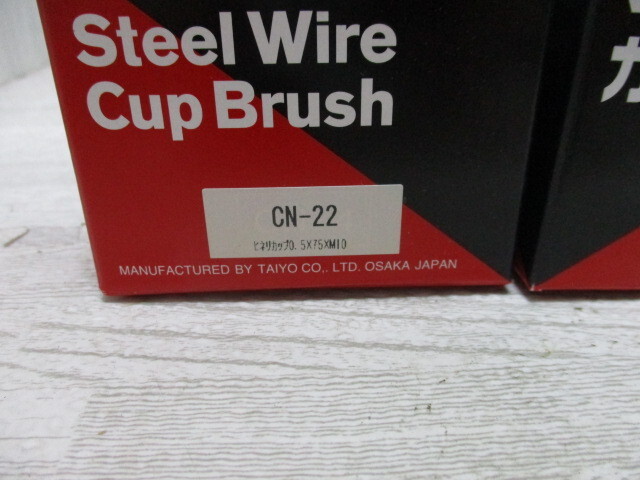 Steel Wire
Cup Brush
CN-22
ﾋﾈﾘｶｯﾌﾟ0.5X75XM10
MANUFACTURED BY TAIYO CO,. LTD. OSAKA JAPAN